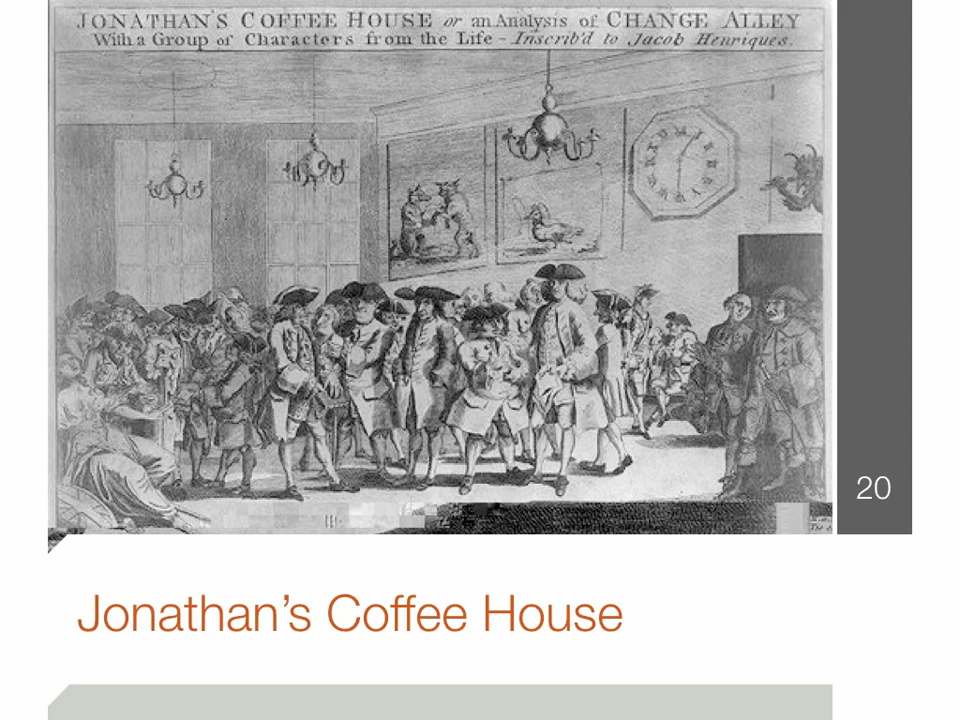 JONATHAN'S COFFEE HOUSE or an Analysis of CHANGE ALLEY
With a Group of Characters from the Life - Inscrib'd to Jacob Henriques.
20
Jonathan's Coffee House